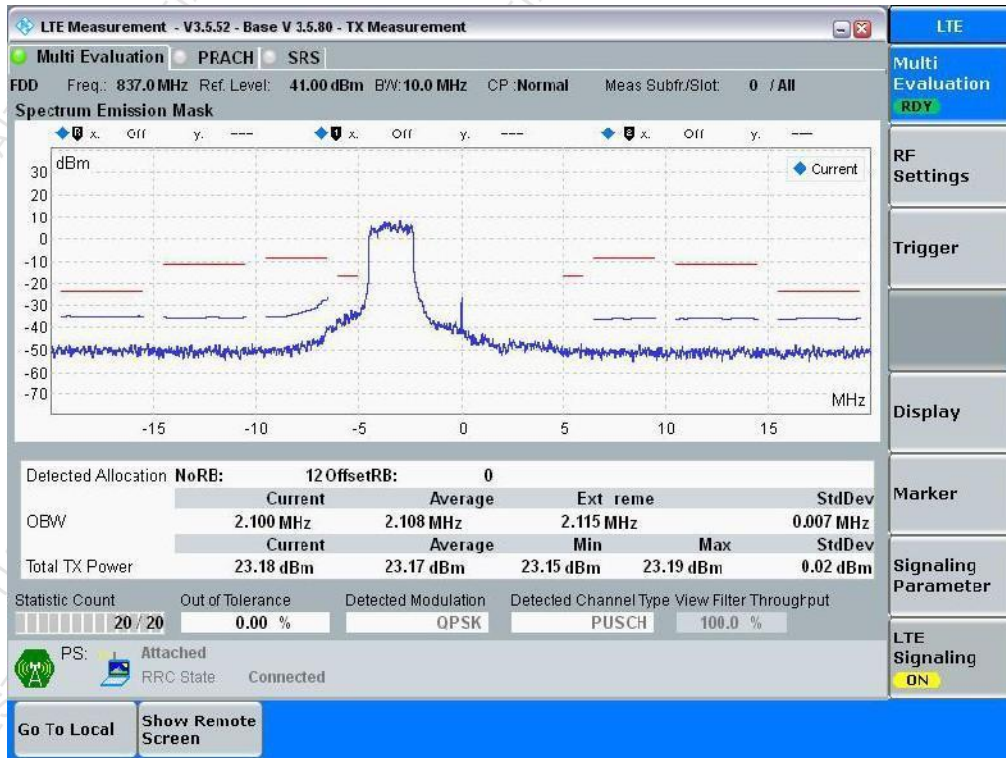 LTE Measurement - V3.5.52 - Base V 3.5.80 - TX Measurement
LTE
Multi Evaluation PRACH SRS
FDD Freq.: 837.0 MHz Ref. Level: 41.00 dBm BW: 10.0 MHz CP :Normal Meas Subfr./Slot: 0 / All
Spectrum Emission Mask
x. Off y. --- x. Off y. --- x. Off y. ---
dBm
Current
30
20
10
0
-10
-20
-30
-40
-50
-60
-70
MHz
-15 -10 -5 0 5 10 15
Detected Allocation NoRB: 12 OffsetRB: 0
Current Average Ext reme StdDev
OBW 2.100 MHz 2.108 MHz 2.115 MHz 0.007 MHz
Current Average Min Max StdDev
Total TX Power 23.18 dBm 23.17 dBm 23.15 dBm 23.19 dBm 0.02 dBm
Statistic Count Out of Tolerance Detected Modulation Detected Channel Type View Filter Throughput
20 / 20 0.00 % QPSK PUSCH 100.0 %
PS: Attached
RRC State Connected
Multi
Evaluation
RDY
RF
Settings
Trigger
Display
Marker
Signaling
Parameter
LTE
Signaling
ON
Go To Local
Show Remote
Screen